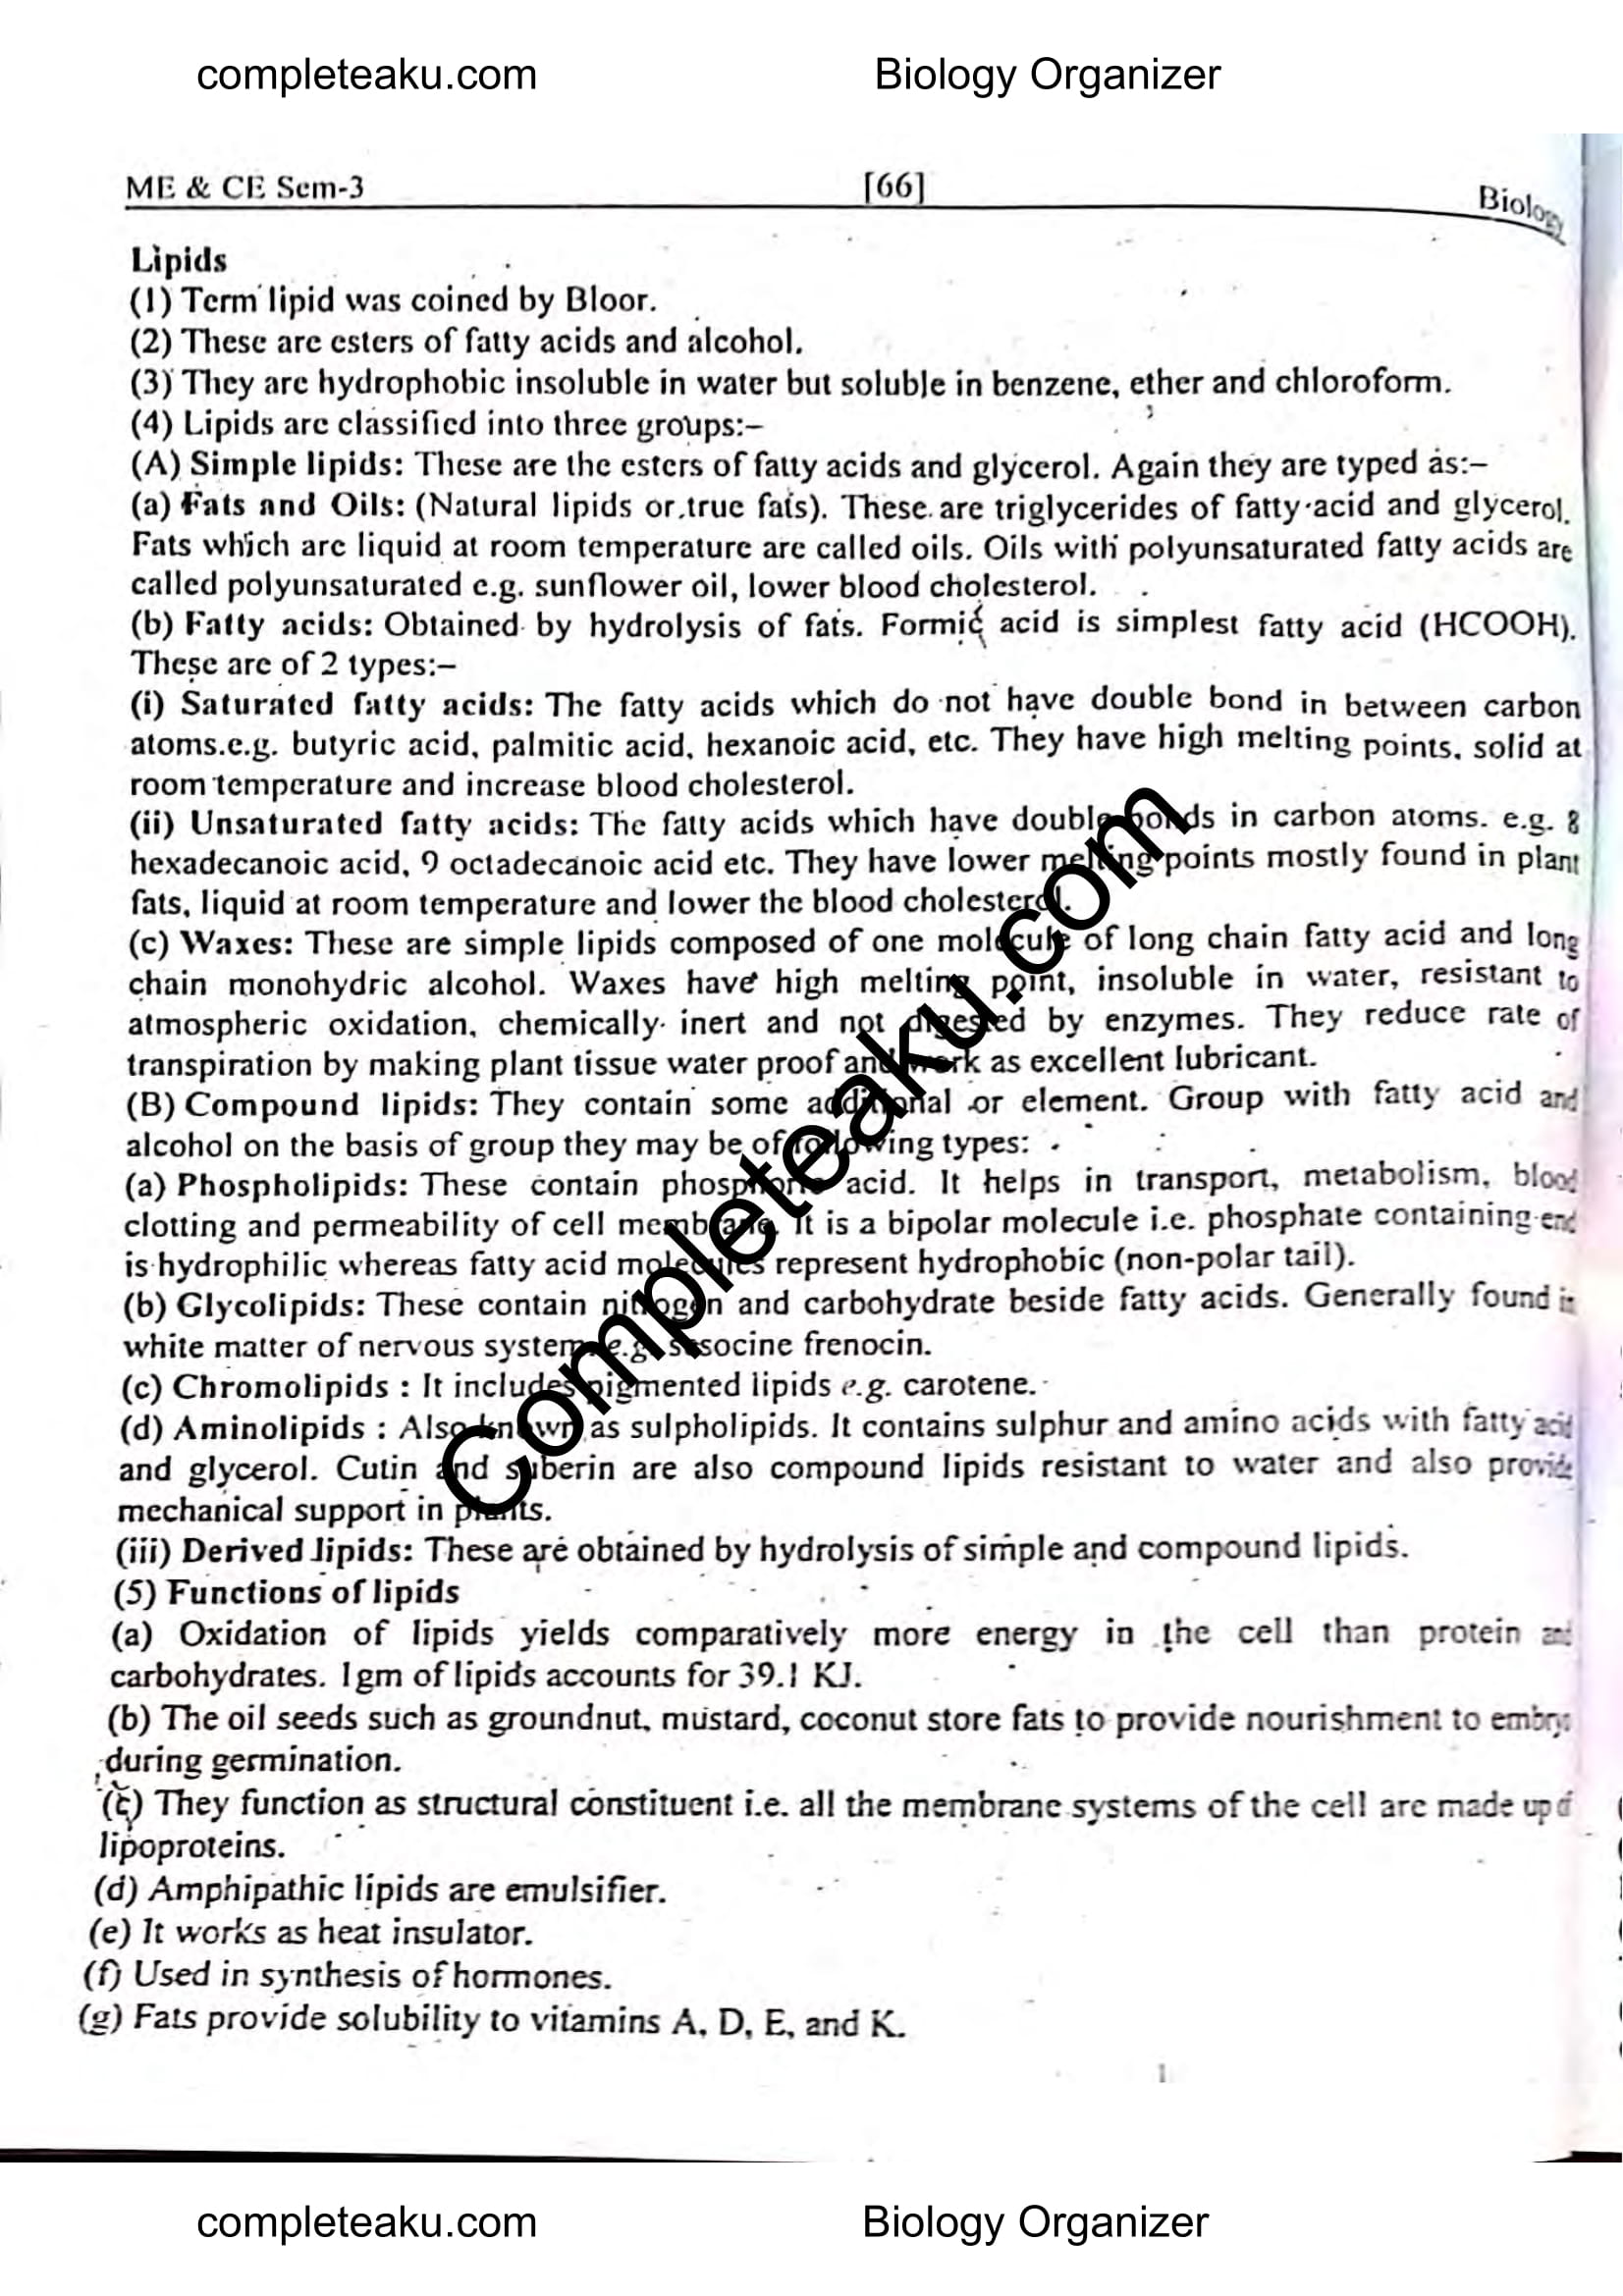 completeaku.com Biology Organizer
ME & CE Sem-3 [66] Biology
Lipids
(1) Term lipid was coined by Bloor.
(2) These are esters of fatty acids and alcohol.
(3) They are hydrophobic insoluble in water but soluble in benzene, ether and chloroform.
(4) Lipids are classified into three groups:–
(A) Simple lipids: These are the esters of fatty acids and glycerol. Again they are typed as:–
(a) Fats and Oils: (Natural lipids or true fats). These are triglycerides of fatty acid and glycerol.
Fats which are liquid at room temperature are called oils. Oils with polyunsaturated fatty acids are
called polyunsaturated e.g. sunflower oil, lower blood cholesterol.
(b) Fatty acids: Obtained by hydrolysis of fats. Formic acid is simplest fatty acid (HCOOH).
These are of 2 types:–
(i) Saturated fatty acids: The fatty acids which do not have double bond in between carbon
atoms.e.g. butyric acid, palmitic acid, hexanoic acid, etc. They have high melting points, solid at
room temperature and increase blood cholesterol.
(ii) Unsaturated fatty acids: The fatty acids which have double bonds in carbon atoms. e.g. 8
hexadecanoic acid, 9 octadecanoic acid etc. They have lower melting points mostly found in plant
fats, liquid at room temperature and lower the blood cholesterol.
(c) Waxes: These are simple lipids composed of one molecule of long chain fatty acid and long
chain monohydric alcohol. Waxes have high melting point, insoluble in water, resistant to
atmospheric oxidation, chemically inert and not digested by enzymes. They reduce rate of
transpiration by making plant tissue water proof and work as excellent lubricant.
(B) Compound lipids: They contain some additional or element. Group with fatty acid and
alcohol on the basis of group they may be of following types:
(a) Phospholipids: These contain phosphoric acid. It helps in transport, metabolism, blood
clotting and permeability of cell membrane. It is a bipolar molecule i.e. phosphate containing end
is hydrophilic whereas fatty acid molecules represent hydrophobic (non-polar tail).
(b) Glycolipids: These contain nitrogen and carbohydrate beside fatty acids. Generally found in
white matter of nervous system e.g. sesocine frenocin.
(c) Chromolipids : It includes pigmented lipids e.g. carotene.
(d) Aminolipids : Also known as sulpholipids. It contains sulphur and amino acids with fatty acid
and glycerol. Cutin and suberin are also compound lipids resistant to water and also provide
mechanical support in plants.
(iii) Derived lipids: These are obtained by hydrolysis of simple and compound lipids.
(5) Functions of lipids
(a) Oxidation of lipids yields comparatively more energy in the cell than protein and
carbohydrates. 1gm of lipids accounts for 39.1 KJ.
(b) The oil seeds such as groundnut, mustard, coconut store fats to provide nourishment to embryo
during germination.
(c) They function as structural constituent i.e. all the membrane systems of the cell are made up of
lipoproteins.
(d) Amphipathic lipids are emulsifier.
(e) It works as heat insulator.
(f) Used in synthesis of hormones.
(g) Fats provide solubility to vitamins A, D, E, and K.
Completeaku.com
completeaku.com Biology Organizer